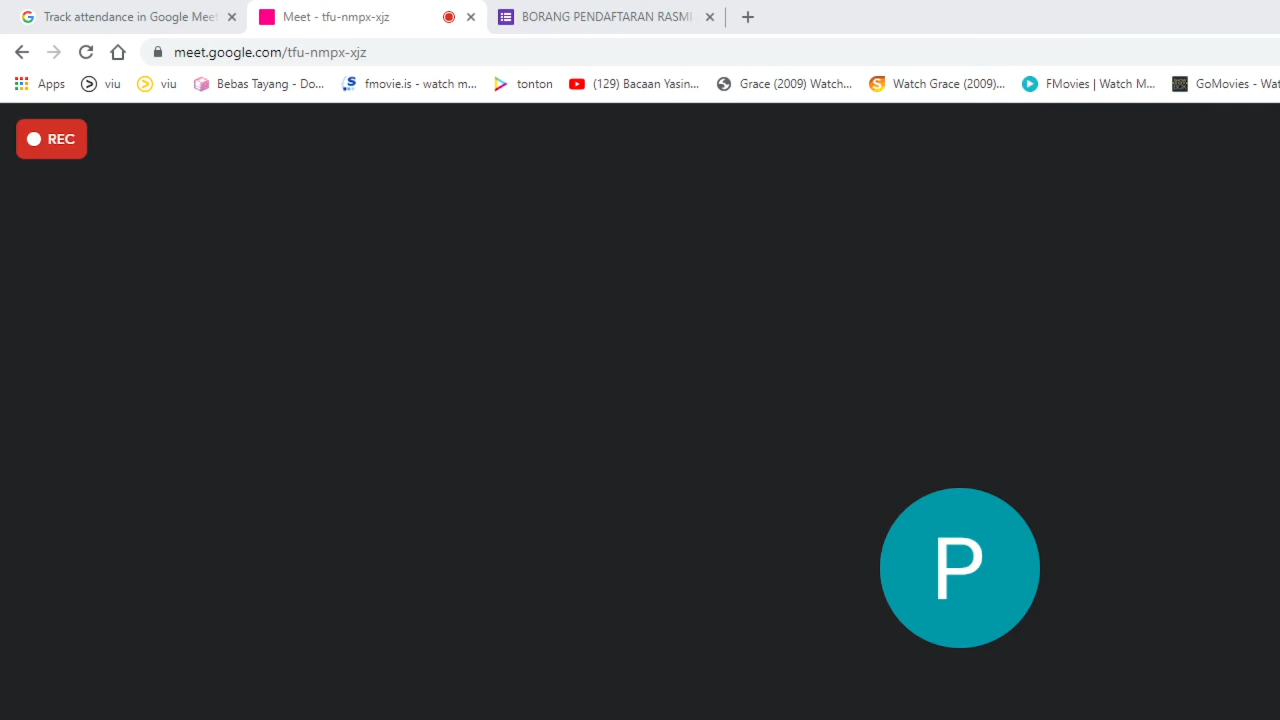 Track attendance in Google Meet
Meet - tfu-nmpx-xjz
BORANG PENDAFTARAN RASMI
meet.google.com/tfu-nmpx-xjz
Apps viu viu Bebas Tayang - Do... fmovie.is - watch m... tonton (129) Bacaan Yasin... Grace (2009) Watch... Watch Grace (2009)... FMovies | Watch M... GoMovies - Wat
REC
P